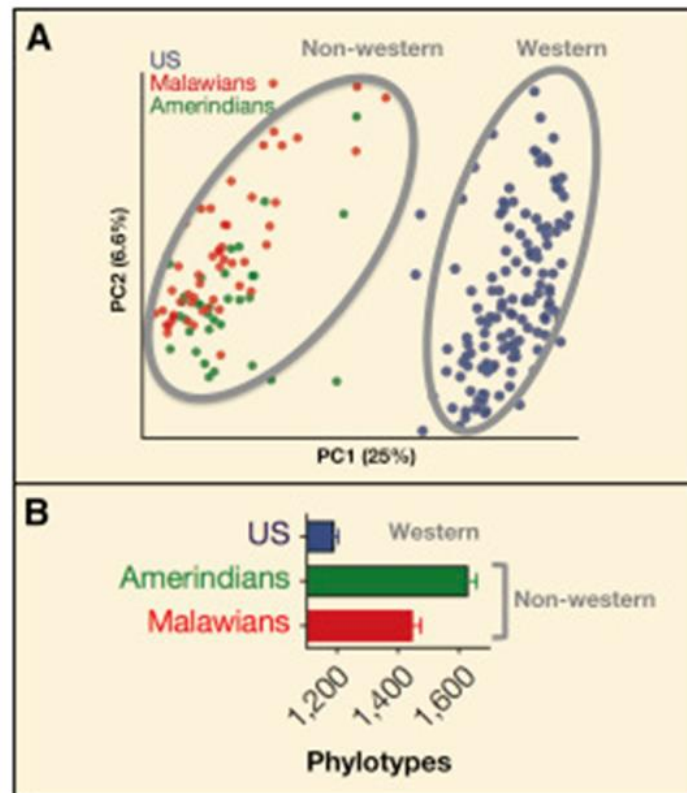 A
Non-western
Western
US
Malawians
Amerindians
PC2 (6.6%)
PC1 (25%)
B
US
Western
Amerindians
Non-western
Malawians
1,200
1,400
1,600
Phylotypes